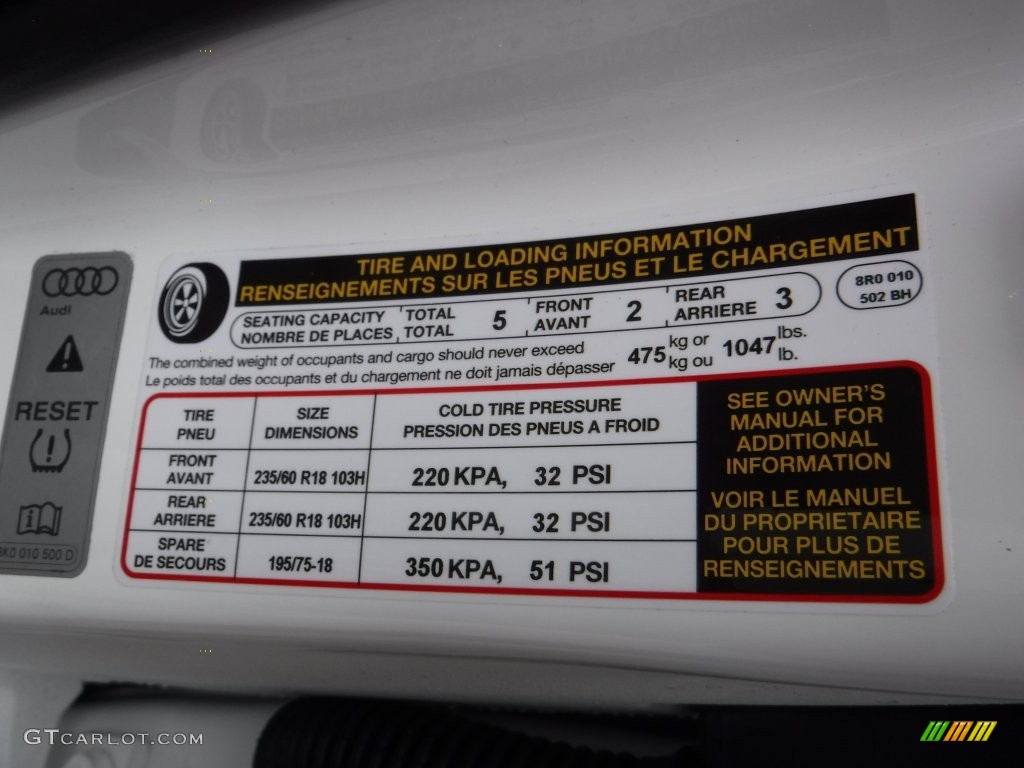 TIRE AND LOADING INFORMATION
RENSEIGNEMENTS SUR LES PNEUS ET LE CHARGEMENT
SEATING CAPACITY TOTAL 5 FRONT 2 REAR 3
NOMBRE DE PLACES TOTAL AVANT ARRIERE
8R0 010
502 BH
The combined weight of occupants and cargo should never exceed 475 kg or 1047 lbs.
Le poids total des occupants et du chargement ne doit jamais dépasser kg ou lb.
TIRE SIZE COLD TIRE PRESSURE
PNEU DIMENSIONS PRESSION DES PNEUS A FROID
FRONT
AVANT 235/60 R18 103H 220 KPA, 32 PSI
REAR
ARRIERE 235/60 R18 103H 220 KPA, 32 PSI
SPARE
DE SECOURS 195/75-18 350 KPA, 51 PSI
SEE OWNER'S
MANUAL FOR
ADDITIONAL
INFORMATION
VOIR LE MANUEL
DU PROPRIETAIRE
POUR PLUS DE
RENSEIGNEMENTS
Audi
RESET
8K0 010 500 D
GTCARLOT.COM